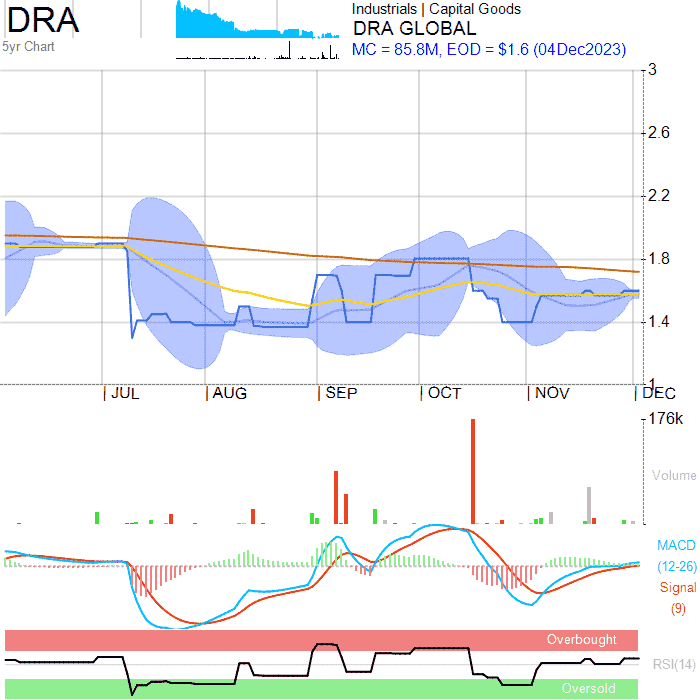 DRA
5yr Chart
Industrials | Capital Goods
DRA GLOBAL
MC = 85.8M, EOD = $1.6 (04Dec2023)
3
2.6
2.2
1.8
1.4
1
JUL
AUG
SEP
OCT
NOV
DEC
176k
Volume
MACD
(12-26)
Signal
(9)
Overbought
RSI(14)
Oversold